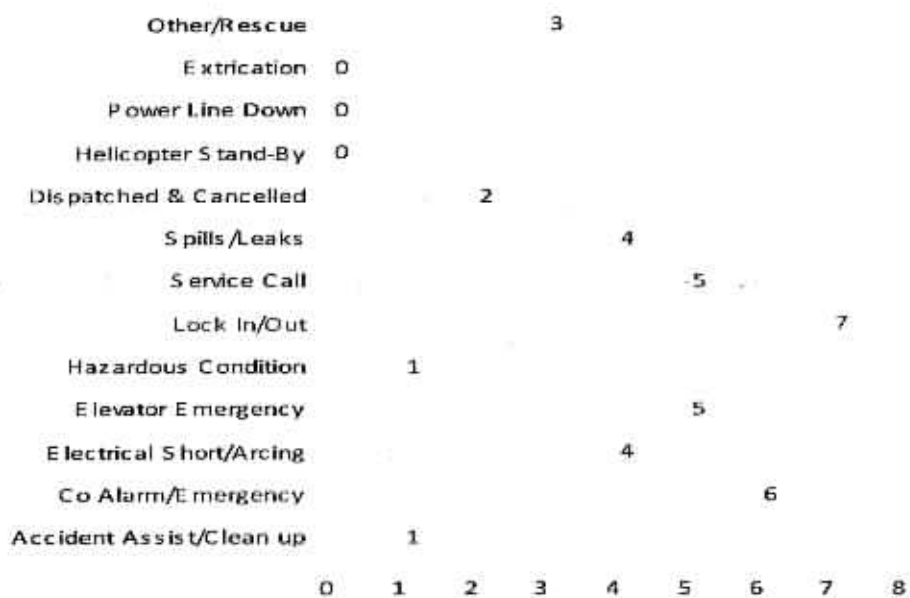 Other/Rescue 3
Extrication 0
Power Line Down 0
Helicopter Stand-By 0
Dispatched & Cancelled 2
Spills/Leaks 4
Service Call 5
Lock In/Out 7
Hazardous Condition 1
Elevator Emergency 5
Electrical Short/Arcing 4
Co Alarm/Emergency 6
Accident Assist/Clean up 1
0 1 2 3 4 5 6 7 8